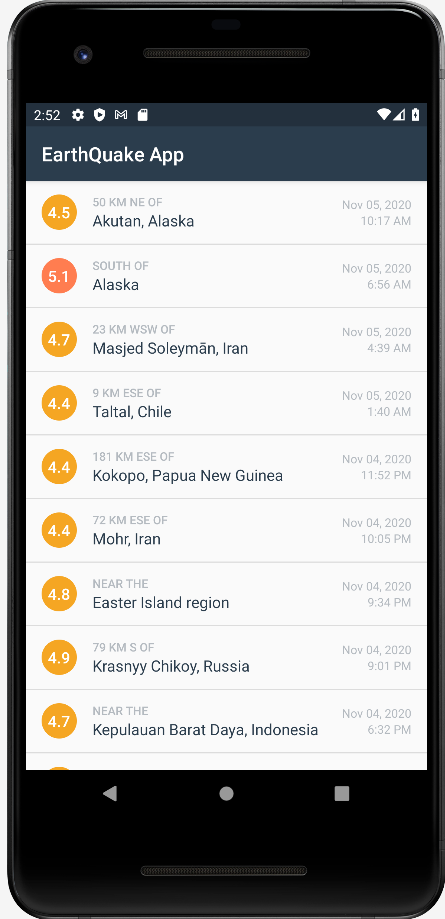 2:52
EarthQuake App
4.5 50 KM NE OF Nov 05, 2020
Akutan, Alaska 10:17 AM
5.1 SOUTH OF Nov 05, 2020
Alaska 6:56 AM
4.7 23 KM WSW OF Nov 05, 2020
Masjed Soleymān, Iran 4:39 AM
4.4 9 KM ESE OF Nov 05, 2020
Taltal, Chile 1:40 AM
4.4 181 KM ESE OF Nov 04, 2020
Kokopo, Papua New Guinea 11:52 PM
4.4 72 KM ESE OF Nov 04, 2020
Mohr, Iran 10:05 PM
4.8 NEAR THE Nov 04, 2020
Easter Island region 9:34 PM
4.9 79 KM S OF Nov 04, 2020
Krasnyy Chikoy, Russia 9:01 PM
4.7 NEAR THE Nov 04, 2020
Kepulauan Barat Daya, Indonesia 6:32 PM